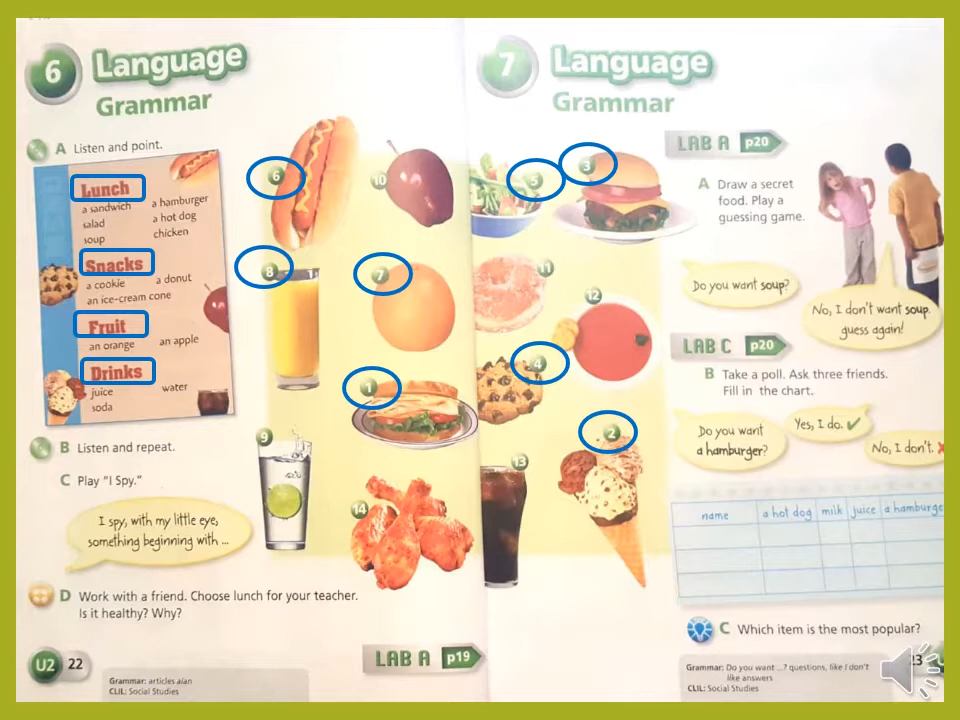 6 Language
Grammar
A Listen and point.
Lunch
a sandwich
salad
soup
a hamburger
a hot dog
chicken
Snacks
a cookie
a donut
an ice-cream cone
Fruit
an orange
an apple
Drinks
juice
water
soda
B Listen and repeat.
C Play "I Spy."
I spy, with my little eye,
something beginning with ...
D Work with a friend. Choose lunch for your teacher.
Is it healthy? Why?
U2 22
Grammar: articles a/an
CLIL: Social Studies
LAB A p19
6
10
8
7
1
9
14
7 Language
Grammar
5
3
11
12
4
2
13
LAB A p20
A Draw a secret
food. Play a
guessing game.
Do you want soup?
No, I don't want soup.
guess again!
LAB C p20
B Take a poll. Ask three friends.
Fill in the chart.
Do you want
a hamburger?
Yes, I do. ✓
No, I don't. ✗
name a hot dog milk juice a hamburge
C Which item is the most popular?
Grammar: Do you want ...? questions, like I don't
like answers
CLIL: Social Studies
23